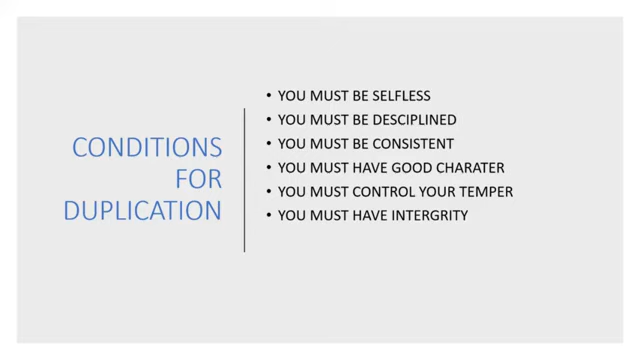 CONDITIONS
FOR
DUPLICATION
• YOU MUST BE SELFLESS
• YOU MUST BE DESCIPLINED
• YOU MUST BE CONSISTENT
• YOU MUST HAVE GOOD CHARATER
• YOU MUST CONTROL YOUR TEMPER
• YOU MUST HAVE INTERGRITY